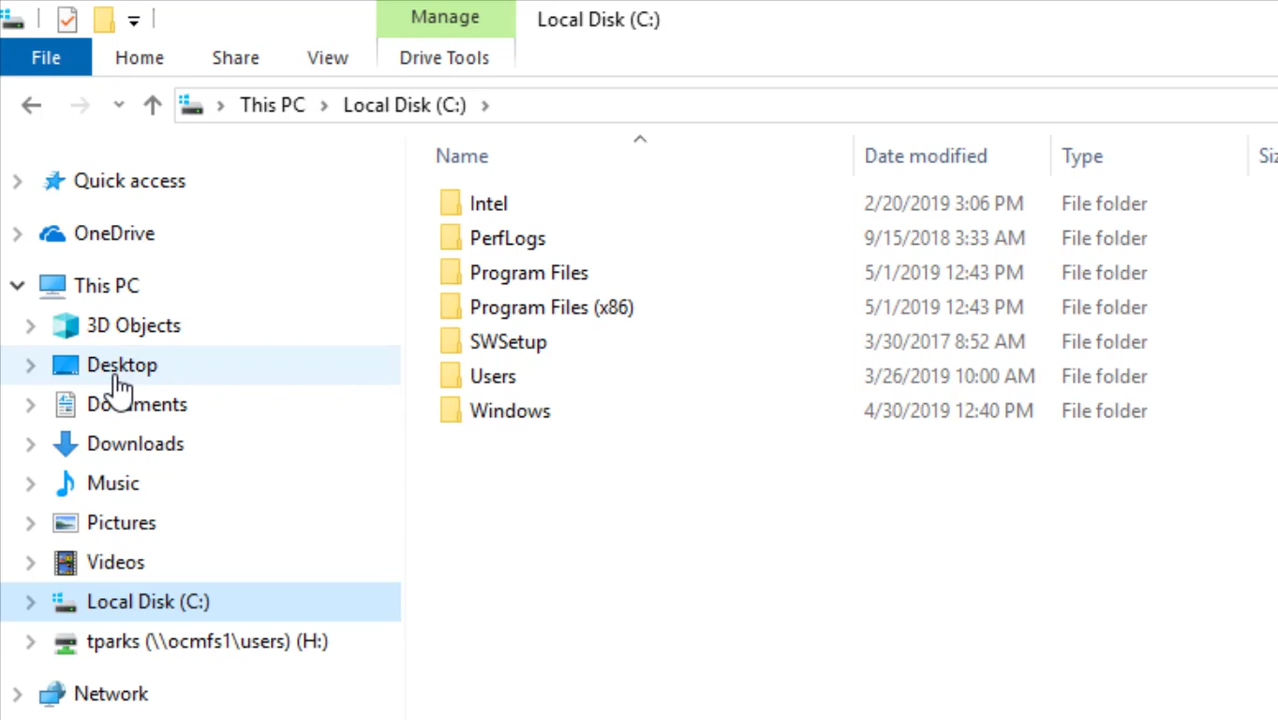 Manage
Local Disk (C:)
File
Home
Share
View
Drive Tools
This PC
Local Disk (C:)
Quick access
OneDrive
This PC
3D Objects
Desktop
Documents
Downloads
Music
Pictures
Videos
Local Disk (C:)
tparks (\\ocmfs1\users) (H:)
Network
Name Date modified Type Siz
Intel 2/20/2019 3:06 PM File folder
PerfLogs 9/15/2018 3:33 AM File folder
Program Files 5/1/2019 12:43 PM File folder
Program Files (x86) 5/1/2019 12:43 PM File folder
SWSetup 3/30/2017 8:52 AM File folder
Users 3/26/2019 10:00 AM File folder
Windows 4/30/2019 12:40 PM File folder